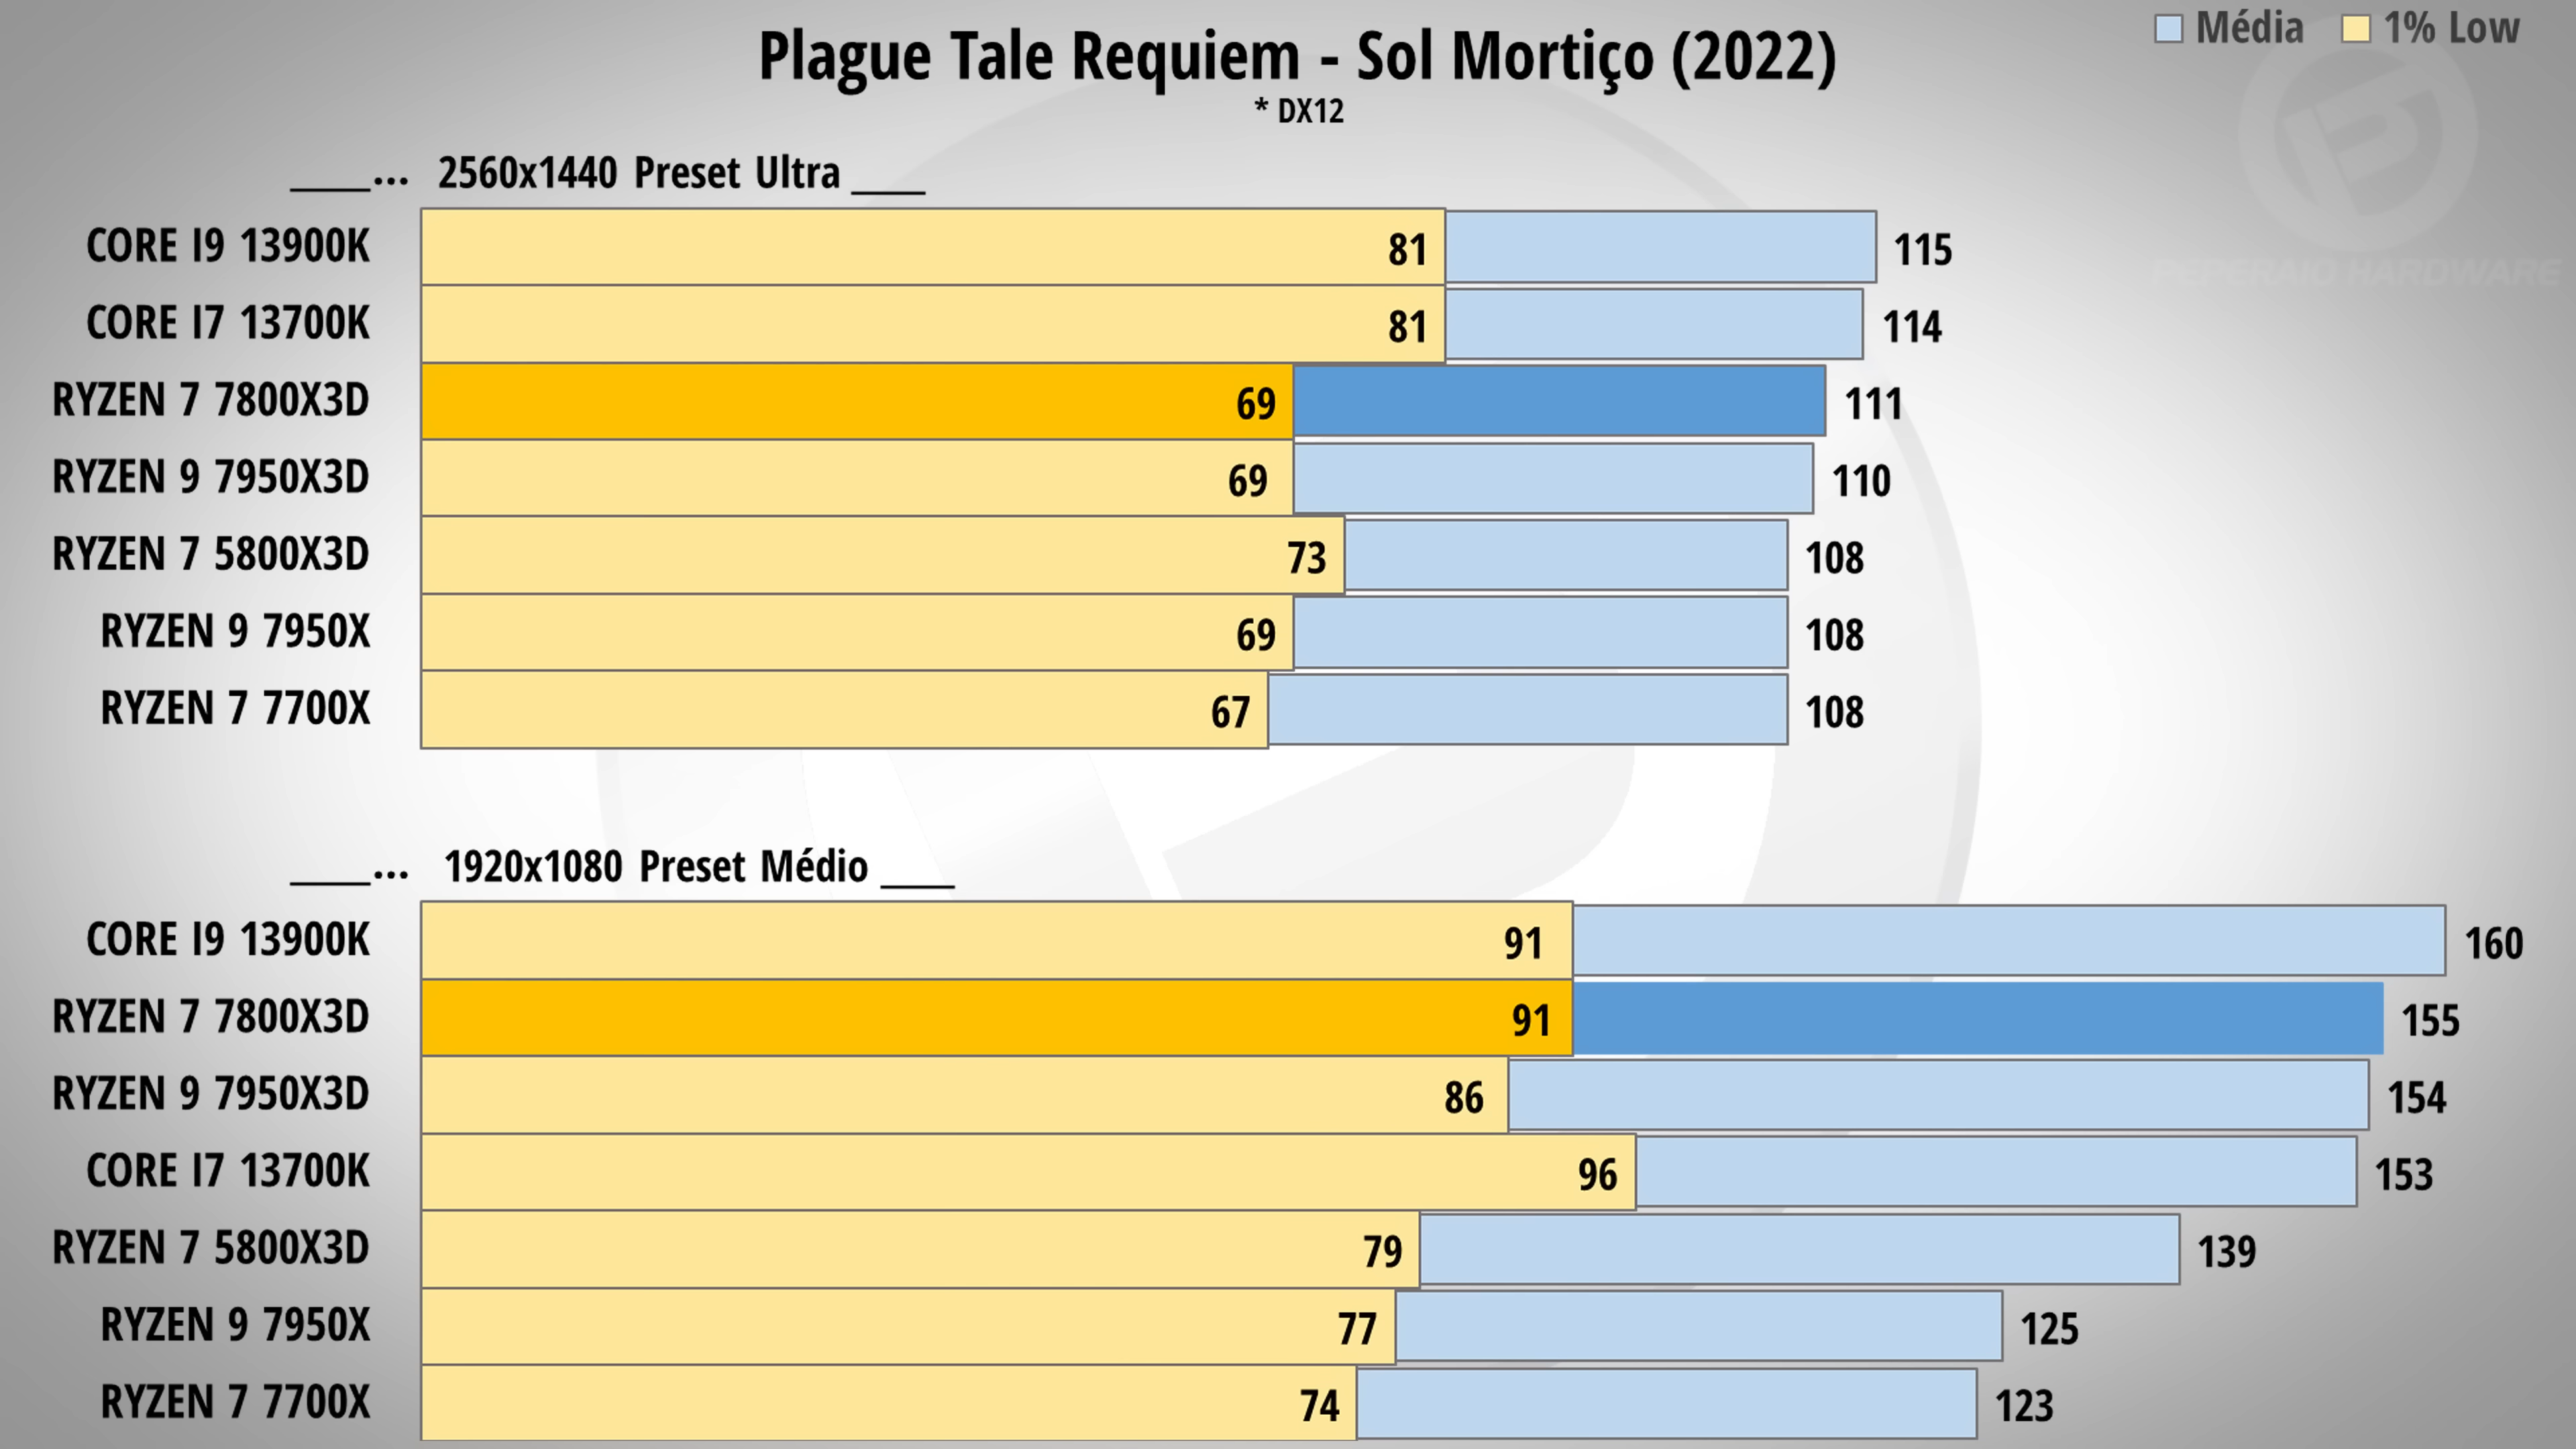 Média 1% Low
Plague Tale Requiem - Sol Mortiço (2022)
* DX12
____... 2560x1440 Preset Ultra ____
CORE I9 13900K 81 115
CORE I7 13700K 81 114
RYZEN 7 7800X3D 69 111
RYZEN 9 7950X3D 69 110
RYZEN 7 5800X3D 73 108
RYZEN 9 7950X 69 108
RYZEN 7 7700X 67 108
____... 1920x1080 Preset Médio ____
CORE I9 13900K 91 160
RYZEN 7 7800X3D 91 155
RYZEN 9 7950X3D 86 154
CORE I7 13700K 96 153
RYZEN 7 5800X3D 79 139
RYZEN 9 7950X 77 125
RYZEN 7 7700X 74 123
HARDWARE